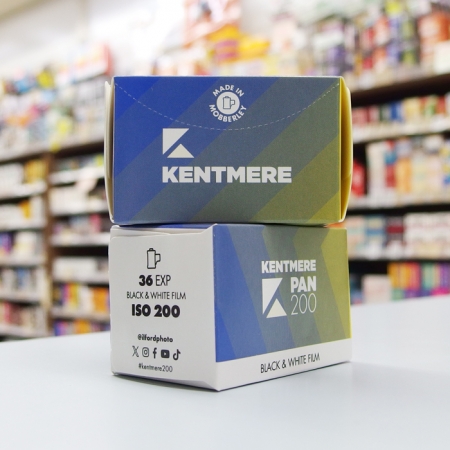 MADE IN
MOBBERLEY
KENTMERE
36 EXP
BLACK & WHITE FILM
ISO 200
@ilfordphoto
#kentmere200
KENTMERE
PAN
200
BLACK & WHITE FILM